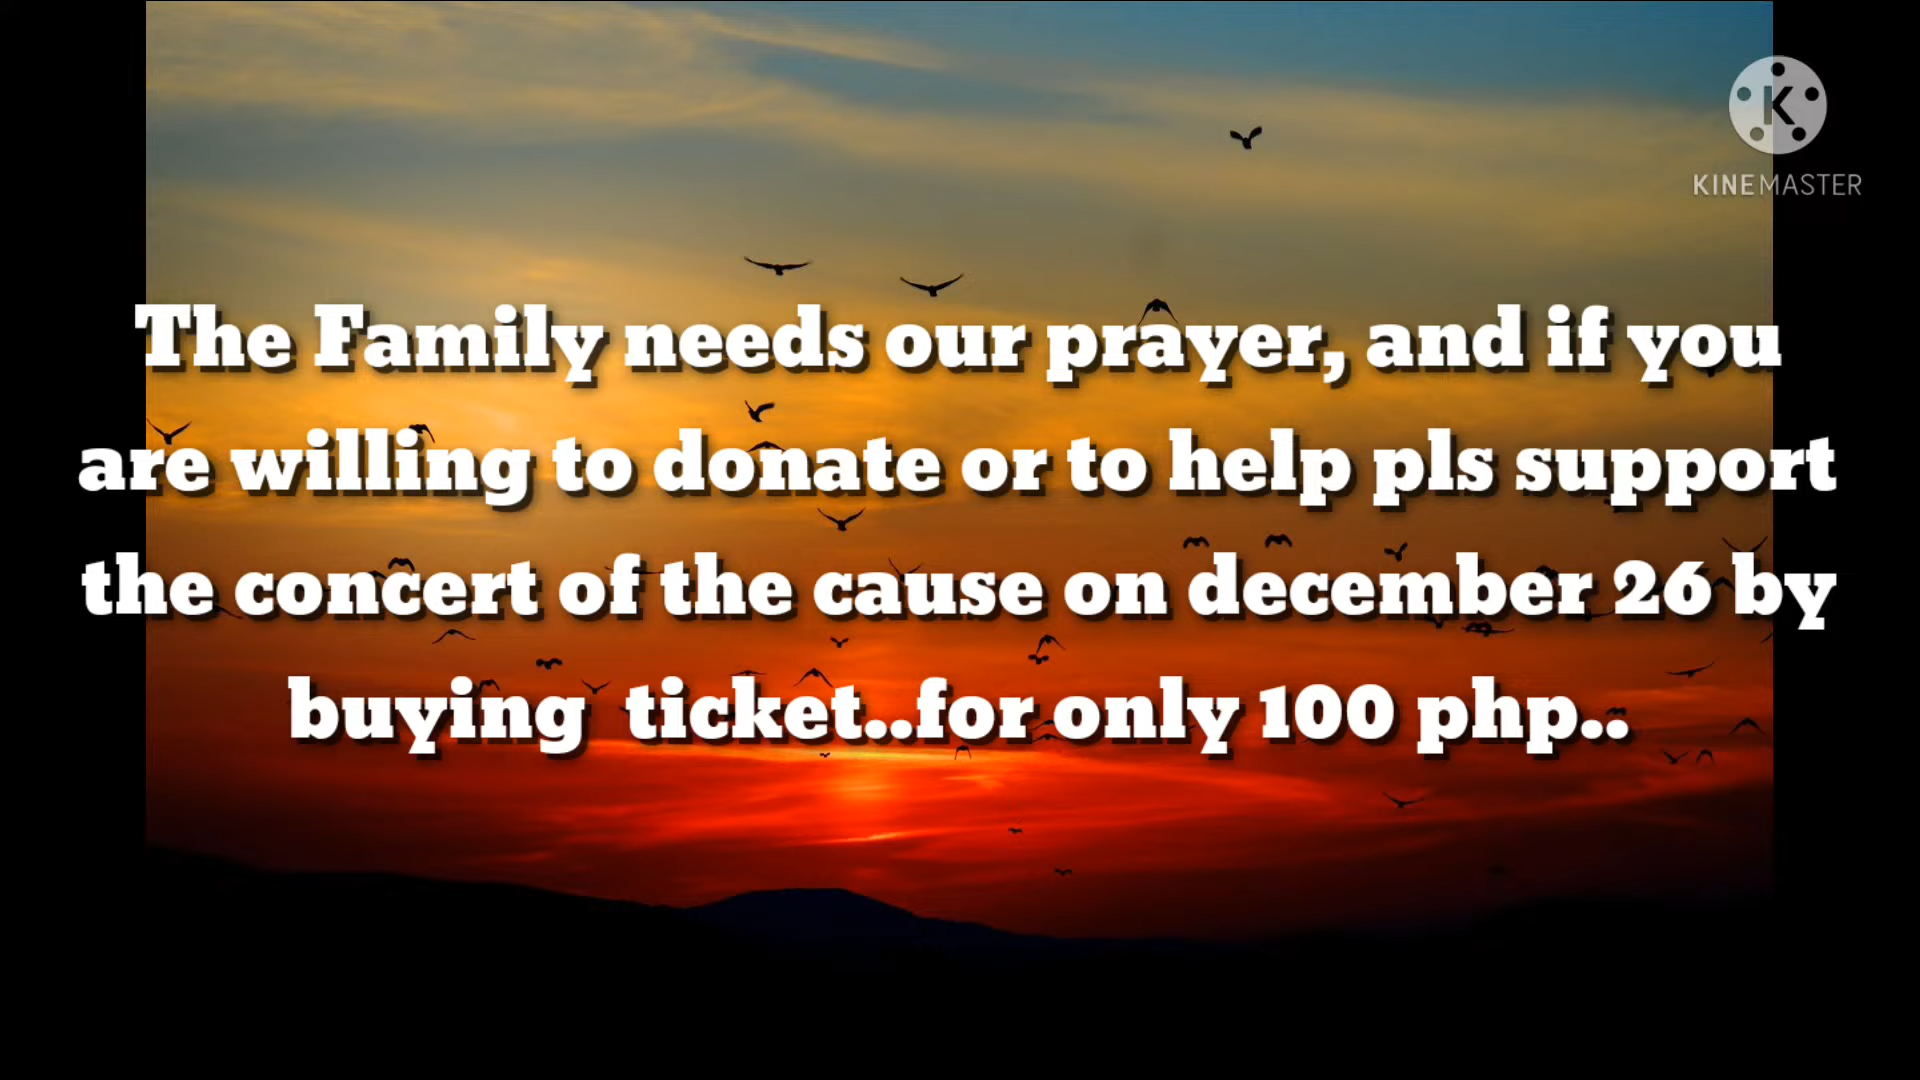 KINEMASTER
The Family needs our prayer, and if you
are willing to donate or to help pls support
the concert of the cause on december 26 by
buying  ticket..for only 100 php..